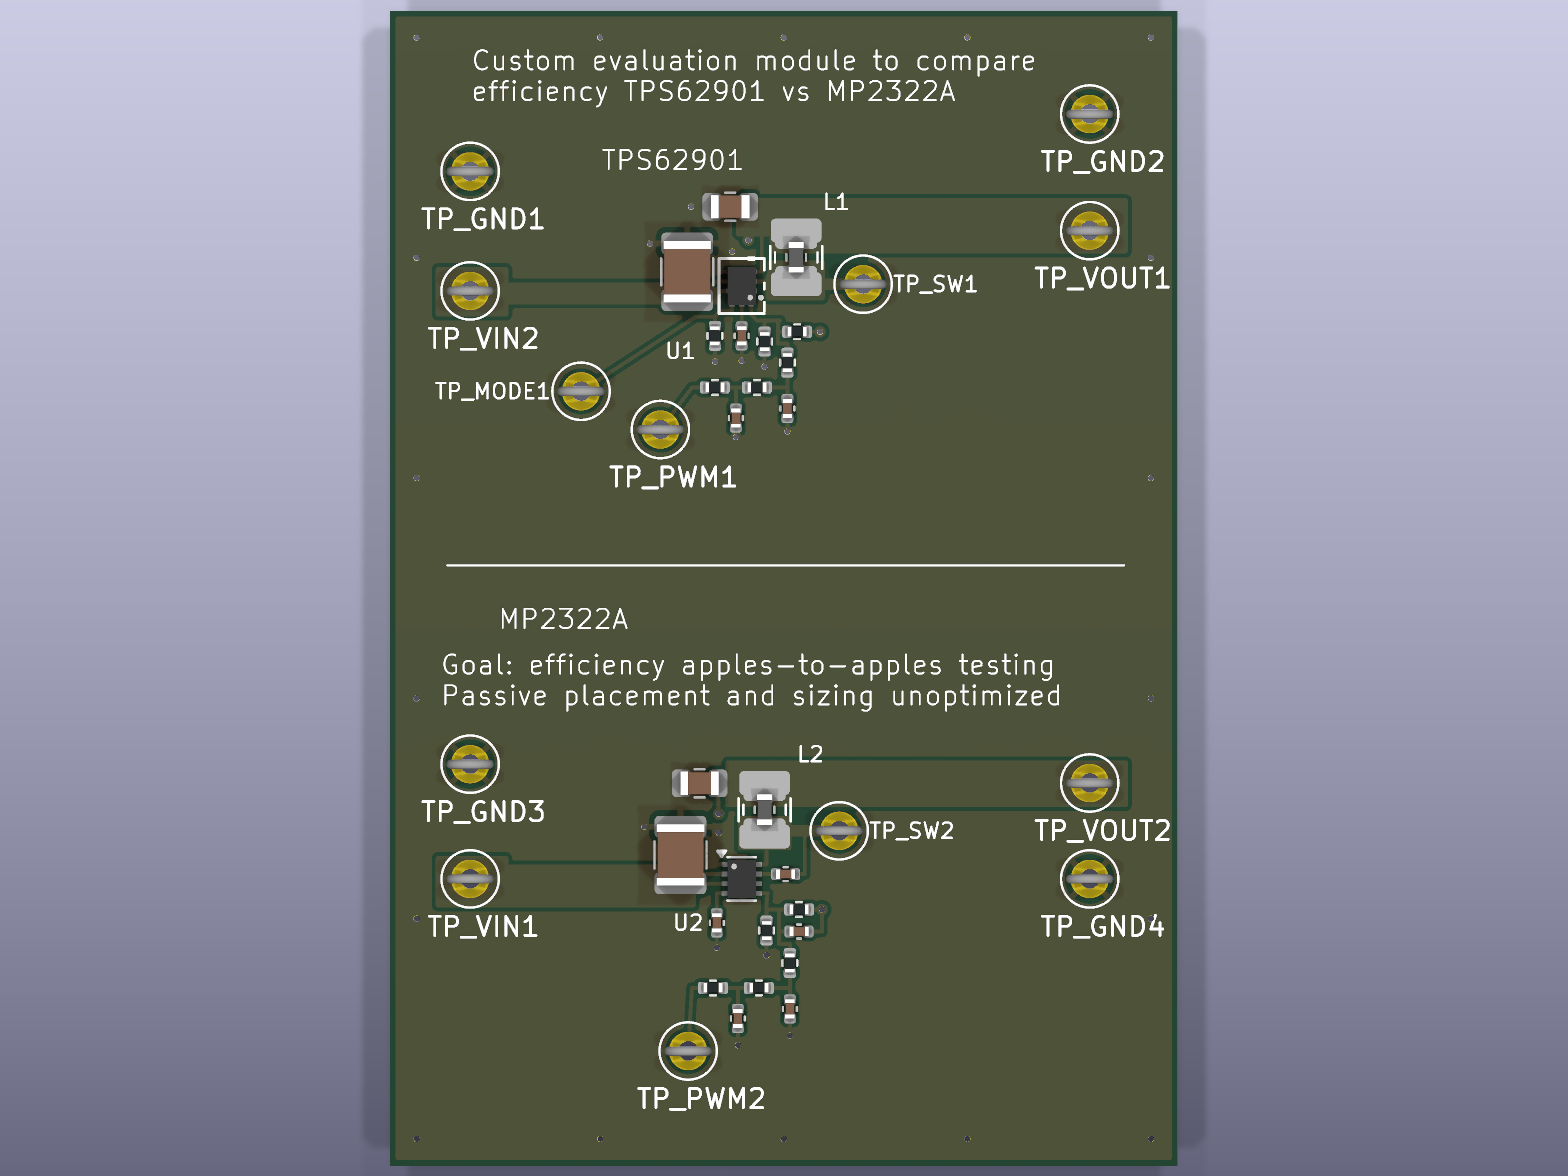 Custom evaluation module to compare
efficiency TPS62901 vs MP2322A
TP_GND2
TPS62901
TP_GND1
L1
TP_VOUT1
TP_SW1
TP_VIN2
U1
TP_MODE1
TP_PWM1
MP2322A
Goal: efficiency apples-to-apples testing
Passive placement and sizing unoptimized
L2
TP_GND3
TP_VOUT2
TP_SW2
U2
TP_VIN1
TP_GND4
TP_PWM2